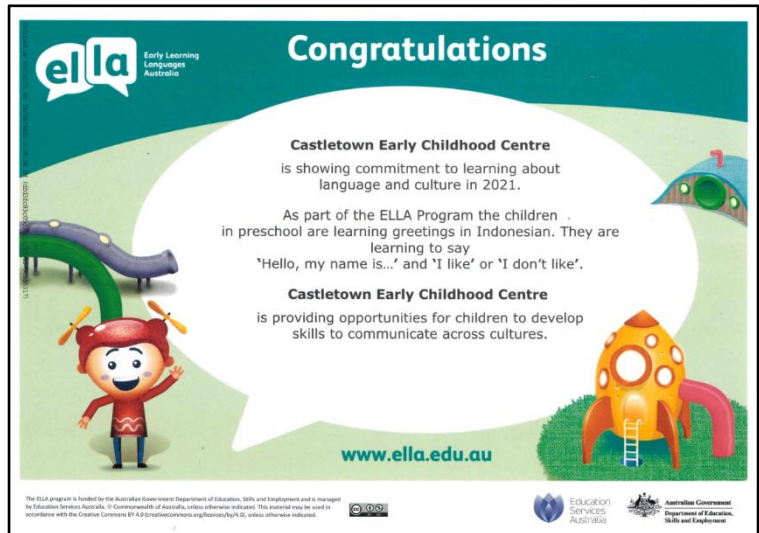 ella
Early Learning
Languages
Australia
Congratulations
Castletown Early Childhood Centre
is showing commitment to learning about
language and culture in 2021.
As part of the ELLA Program the children
in preschool are learning greetings in Indonesian. They are
learning to say
‘Hello, my name is...’ and ‘I like’ or ‘I don’t like’.
Castletown Early Childhood Centre
is providing opportunities for children to develop
skills to communicate across cultures.
www.ella.edu.au
The ELLA program is funded by the Australian Government Department of Education, Skills and Employment and is managed
by Education Services Australia. © Commonwealth of Australia, unless otherwise indicated. This material may be used in
accordance with the Creative Commons BY 4.0 (creativecommons.org/licenses/by/4.0), unless otherwise indicated.
Education
Services
Australia
Australian Government
Department of Education,
Skills and Employment